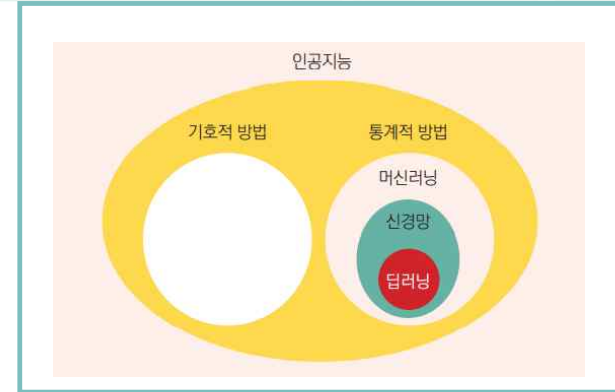 인공지능
기호적 방법
통계적 방법
머신러닝
신경망
딥러닝